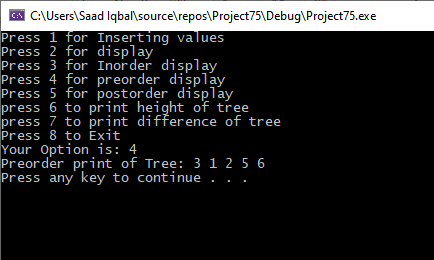 C:\Users\Saad Iqbal\source\repos\Project75\Debug\Project75.exe
Press 1 for Inserting values
Press 2 for display
Press 3 for Inorder display
Press 4 for preorder display
Press 5 for postorder display
press 6 to print height of tree
press 7 to print difference of tree
Press 8 to Exit
Your Option is: 4
Preorder print of Tree: 3 1 2 5 6
Press any key to continue . . .